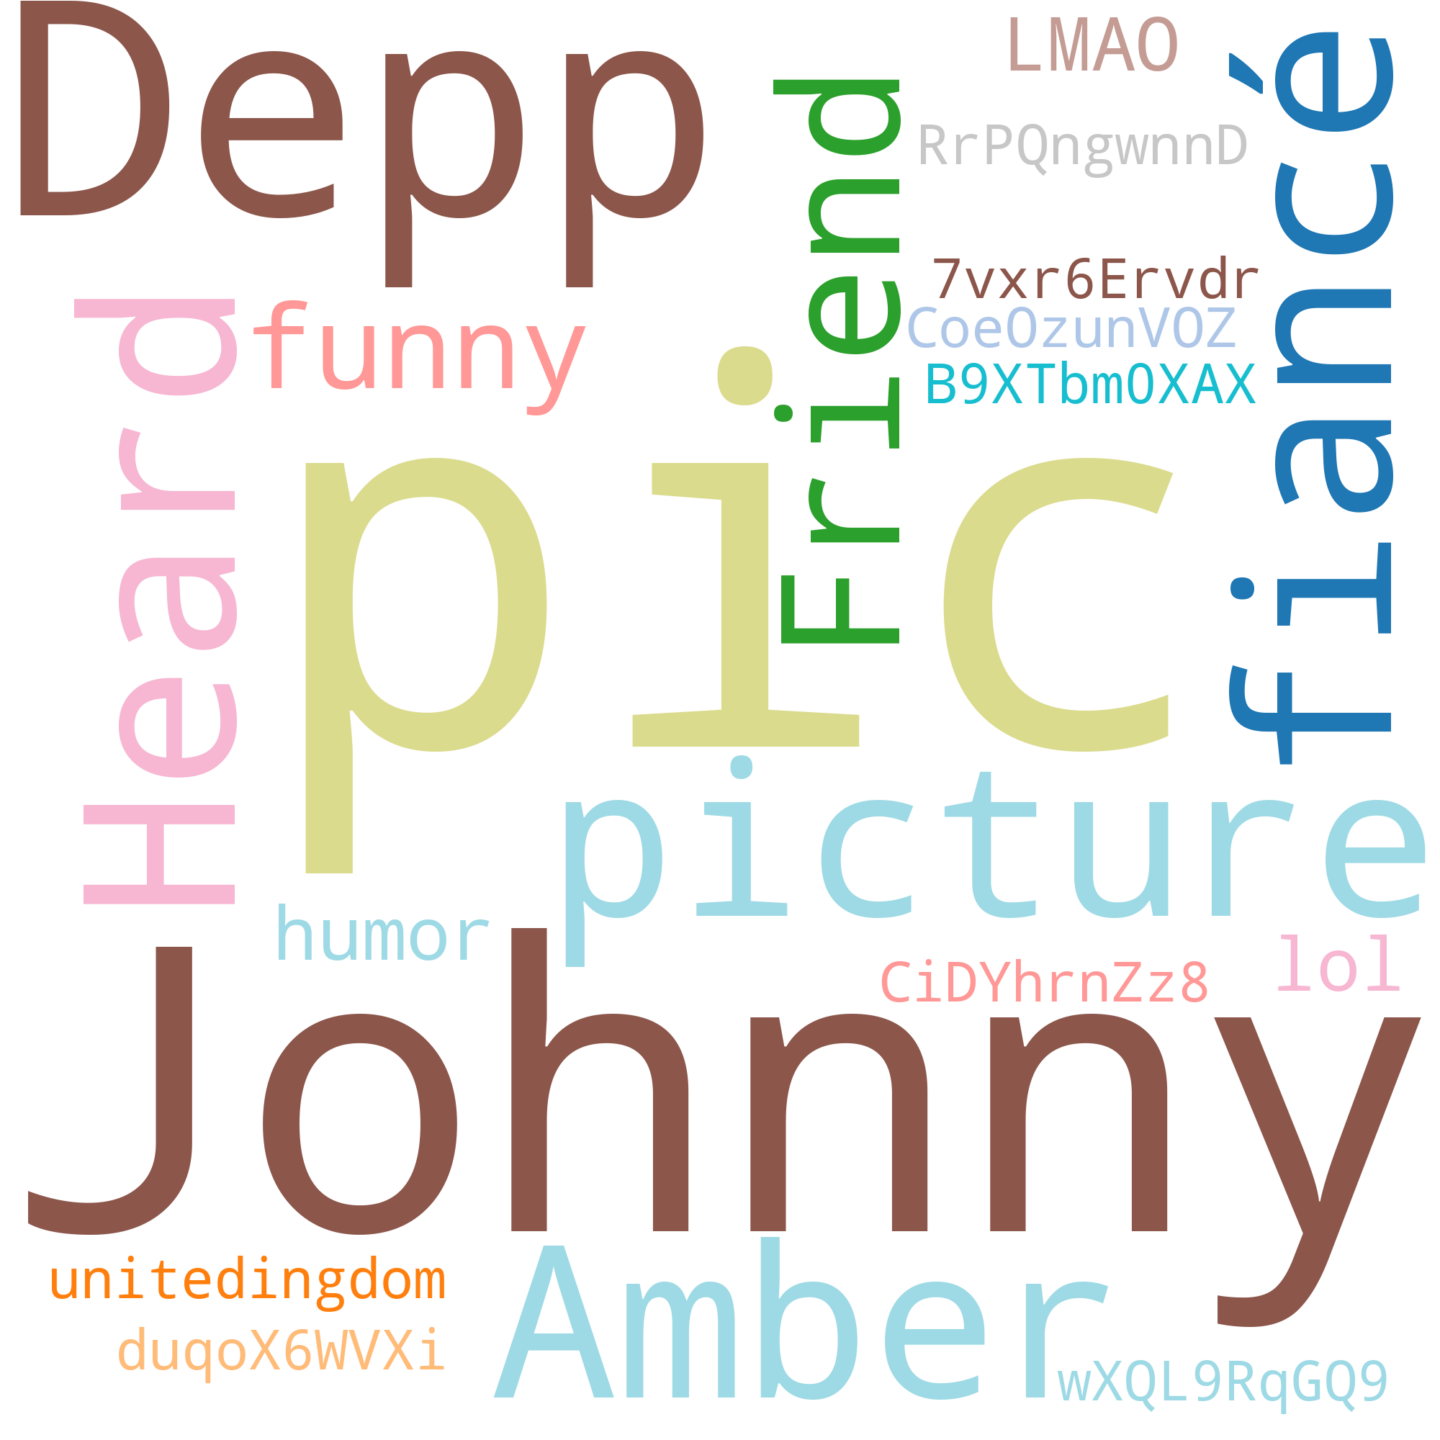 Depp
LMAO
RrPQngwnnD
Friend
fiancé
7vxr6Ervdr
CoeOzunVOZ
B9XTbm0XAX
Heard
funny
pic
picture
humor
CiDYhrnZz8
lol
Johnny
unitedingdom
Amber
duqoX6WVXi
wXQL9RqGQ9